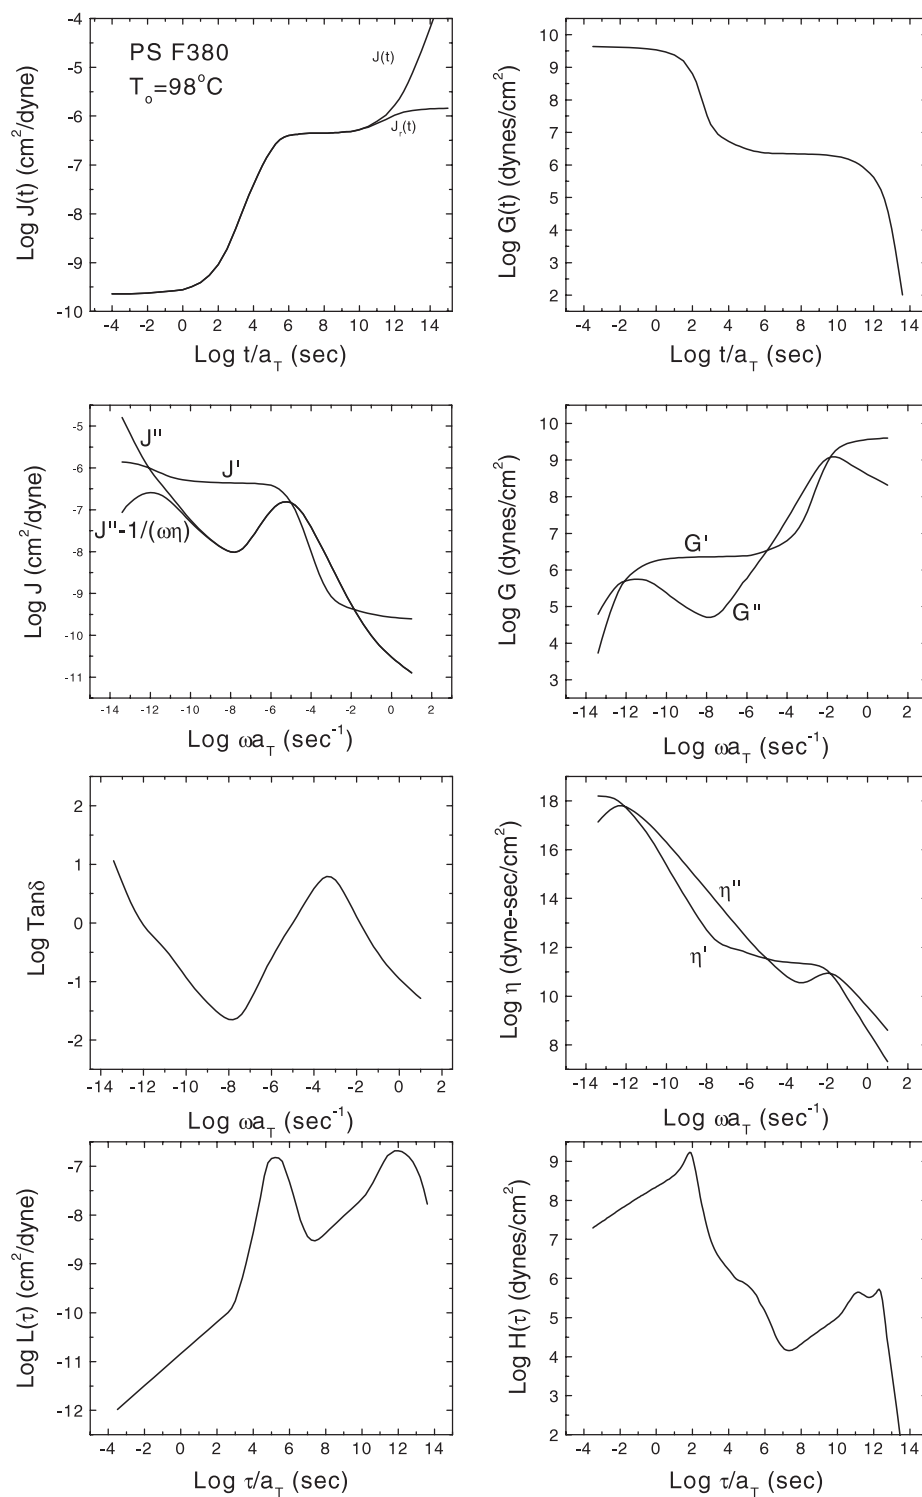 PS F380
T_o=98°C
J(t)
J_r(t)
Log J(t) (cm²/dyne)
-4
-5
-6
-7
-8
-9
-10
-4 -2 0 2 4 6 8 10 12 14
Log t/a_T (sec)
Log G(t) (dynes/cm²)
10
9
8
7
6
5
4
3
2
-4 -2 0 2 4 6 8 10 12 14
Log t/a_T (sec)
J"
J'
J"-1/(ωη)
Log J (cm²/dyne)
-5
-6
-7
-8
-9
-10
-11
-14 -12 -10 -8 -6 -4 -2 0 2
Log ωa_T (sec⁻¹)
G'
G"
Log G (dynes/cm²)
10
9
8
7
6
5
4
3
-14 -12 -10 -8 -6 -4 -2 0 2
Log ωa_T (sec⁻¹)
Log Tanδ
2
1
0
-1
-2
-14 -12 -10 -8 -6 -4 -2 0 2
Log ωa_T (sec⁻¹)
η"
η'
Log η (dyne-sec/cm²)
18
16
14
12
10
8
-14 -12 -10 -8 -6 -4 -2 0 2
Log ωa_T (sec⁻¹)
Log L(τ) (cm²/dyne)
-7
-8
-9
-10
-11
-12
-4 -2 0 2 4 6 8 10 12 14
Log τ/a_T (sec)
Log H(τ) (dynes/cm²)
9
8
7
6
5
4
3
2
-4 -2 0 2 4 6 8 10 12 14
Log τ/a_T (sec)